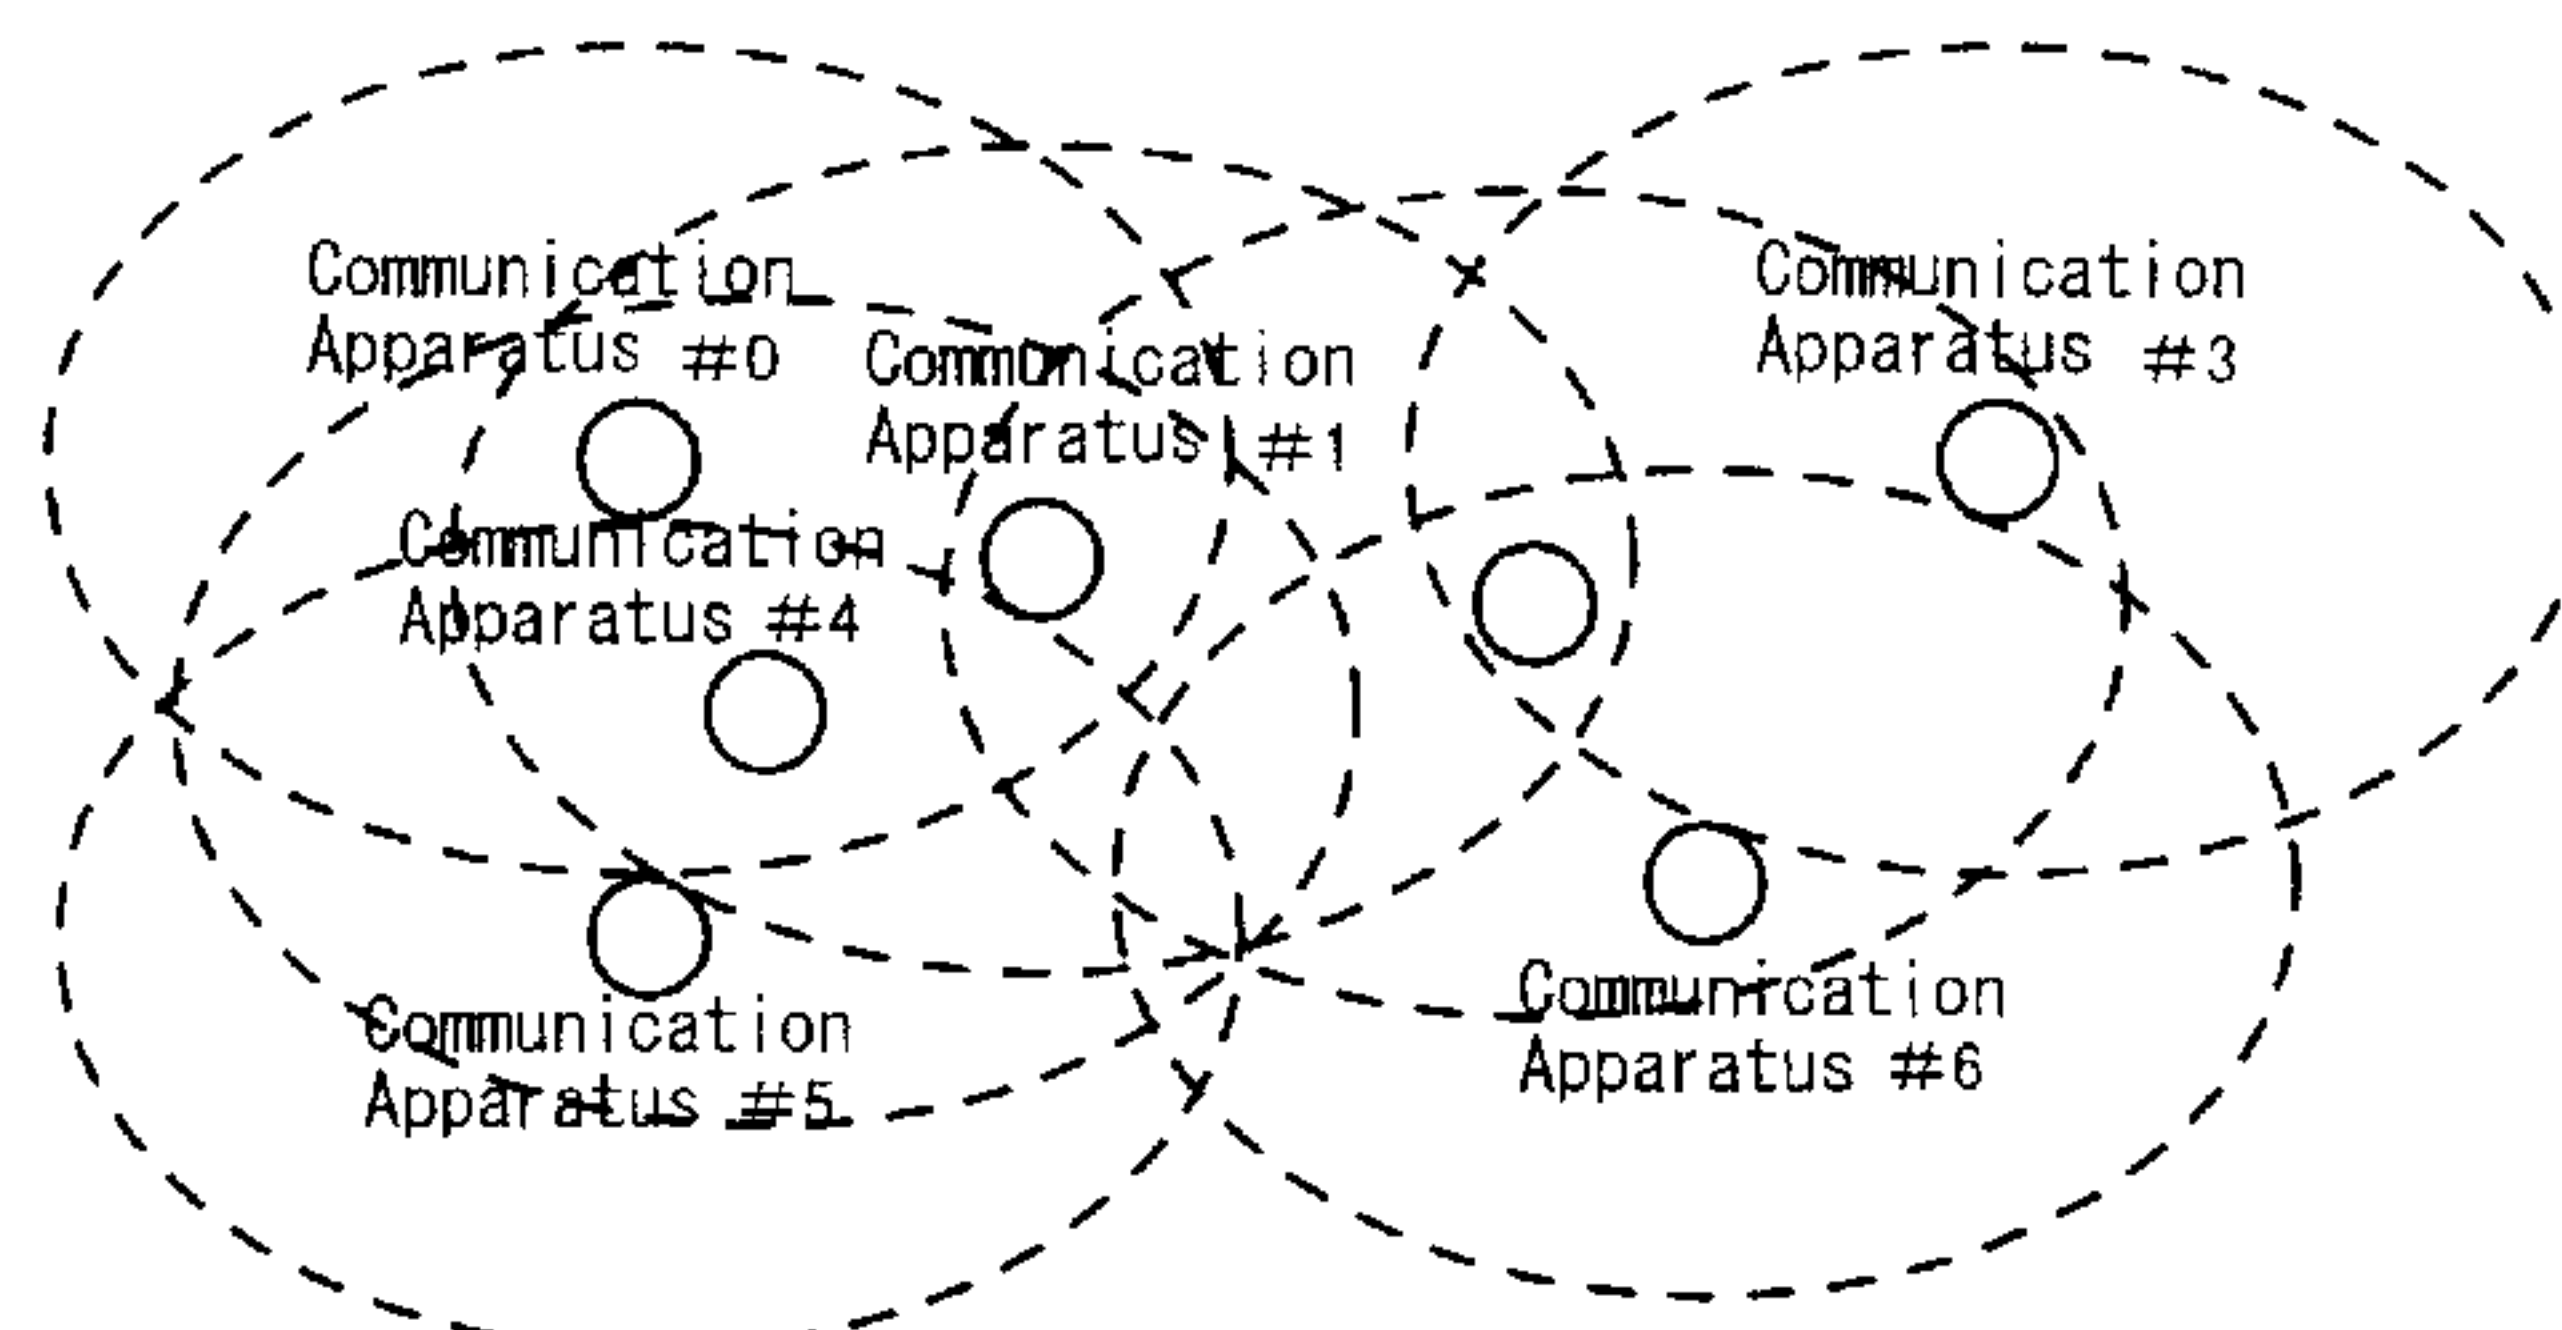 Communication
Apparatus #0
Communication
Apparatus #1
Communication
Apparatus #3
Communication
Apparatus #4
Communication
Apparatus #5
Communication
Apparatus #6